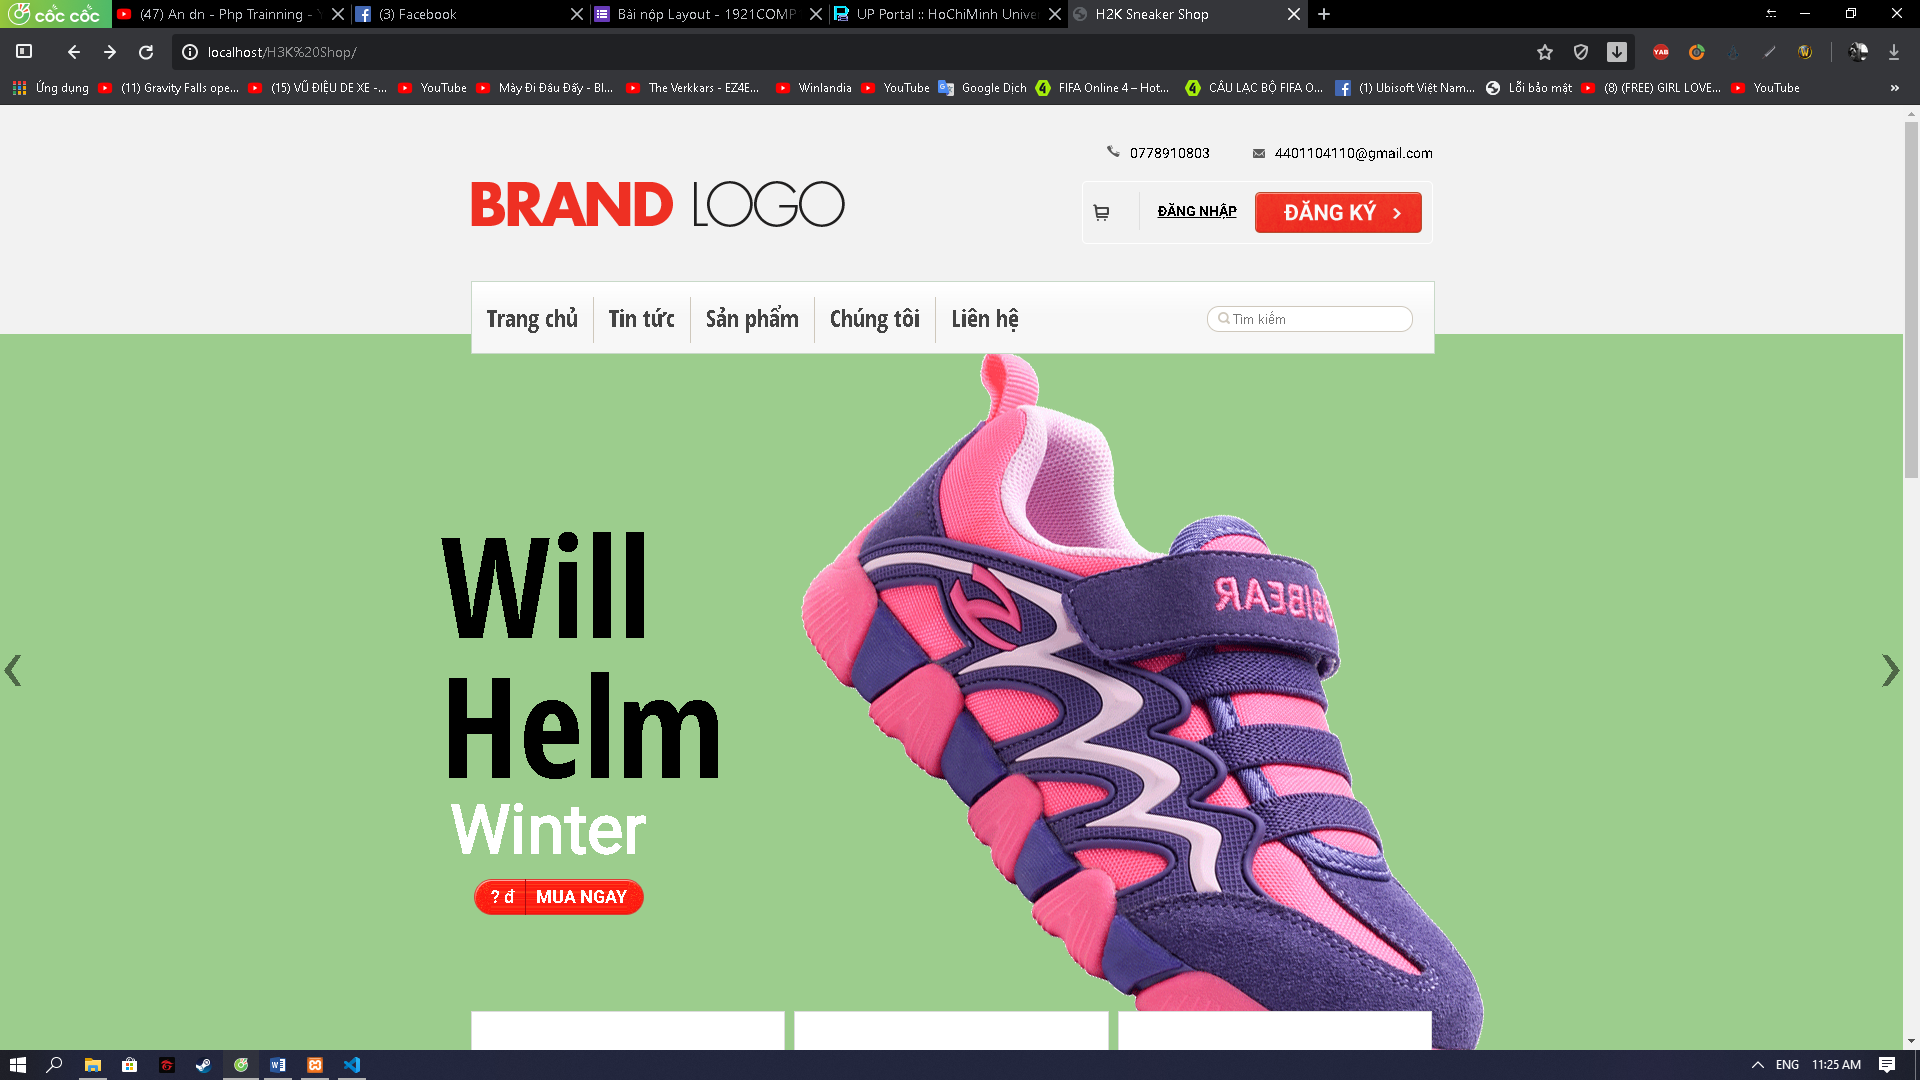 cốc cốc
(47) An dn - Php Trainning - Y
(3) Facebook
Bài nộp Layout - 1921COMP
UP Portal :: HoChiMinh Univer
H2K Sneaker Shop
localhost/H3K%20Shop/
Ứng dụng
(11) Gravity Falls ope...
(15) VŨ ĐIỆU DE XE -...
YouTube
Mày Đi Đâu Đấy - Bl...
The Verkkars - EZ4E...
Winlandia
YouTube
Google Dịch
FIFA Online 4 – Hot...
CÂU LẠC BỘ FIFA O...
(1) Ubisoft Việt Nam...
Lỗi bảo mật
(8) (FREE) GIRL LOVE...
YouTube
0778910803
4401104110@gmail.com
BRAND LOGO
ĐĂNG NHẬP
ĐĂNG KÝ
Trang chủ
Tin tức
Sản phẩm
Chúng tôi
Liên hệ
Tìm kiếm
Will
Helm
Winter
? đ MUA NGAY
ENG
11:25 AM